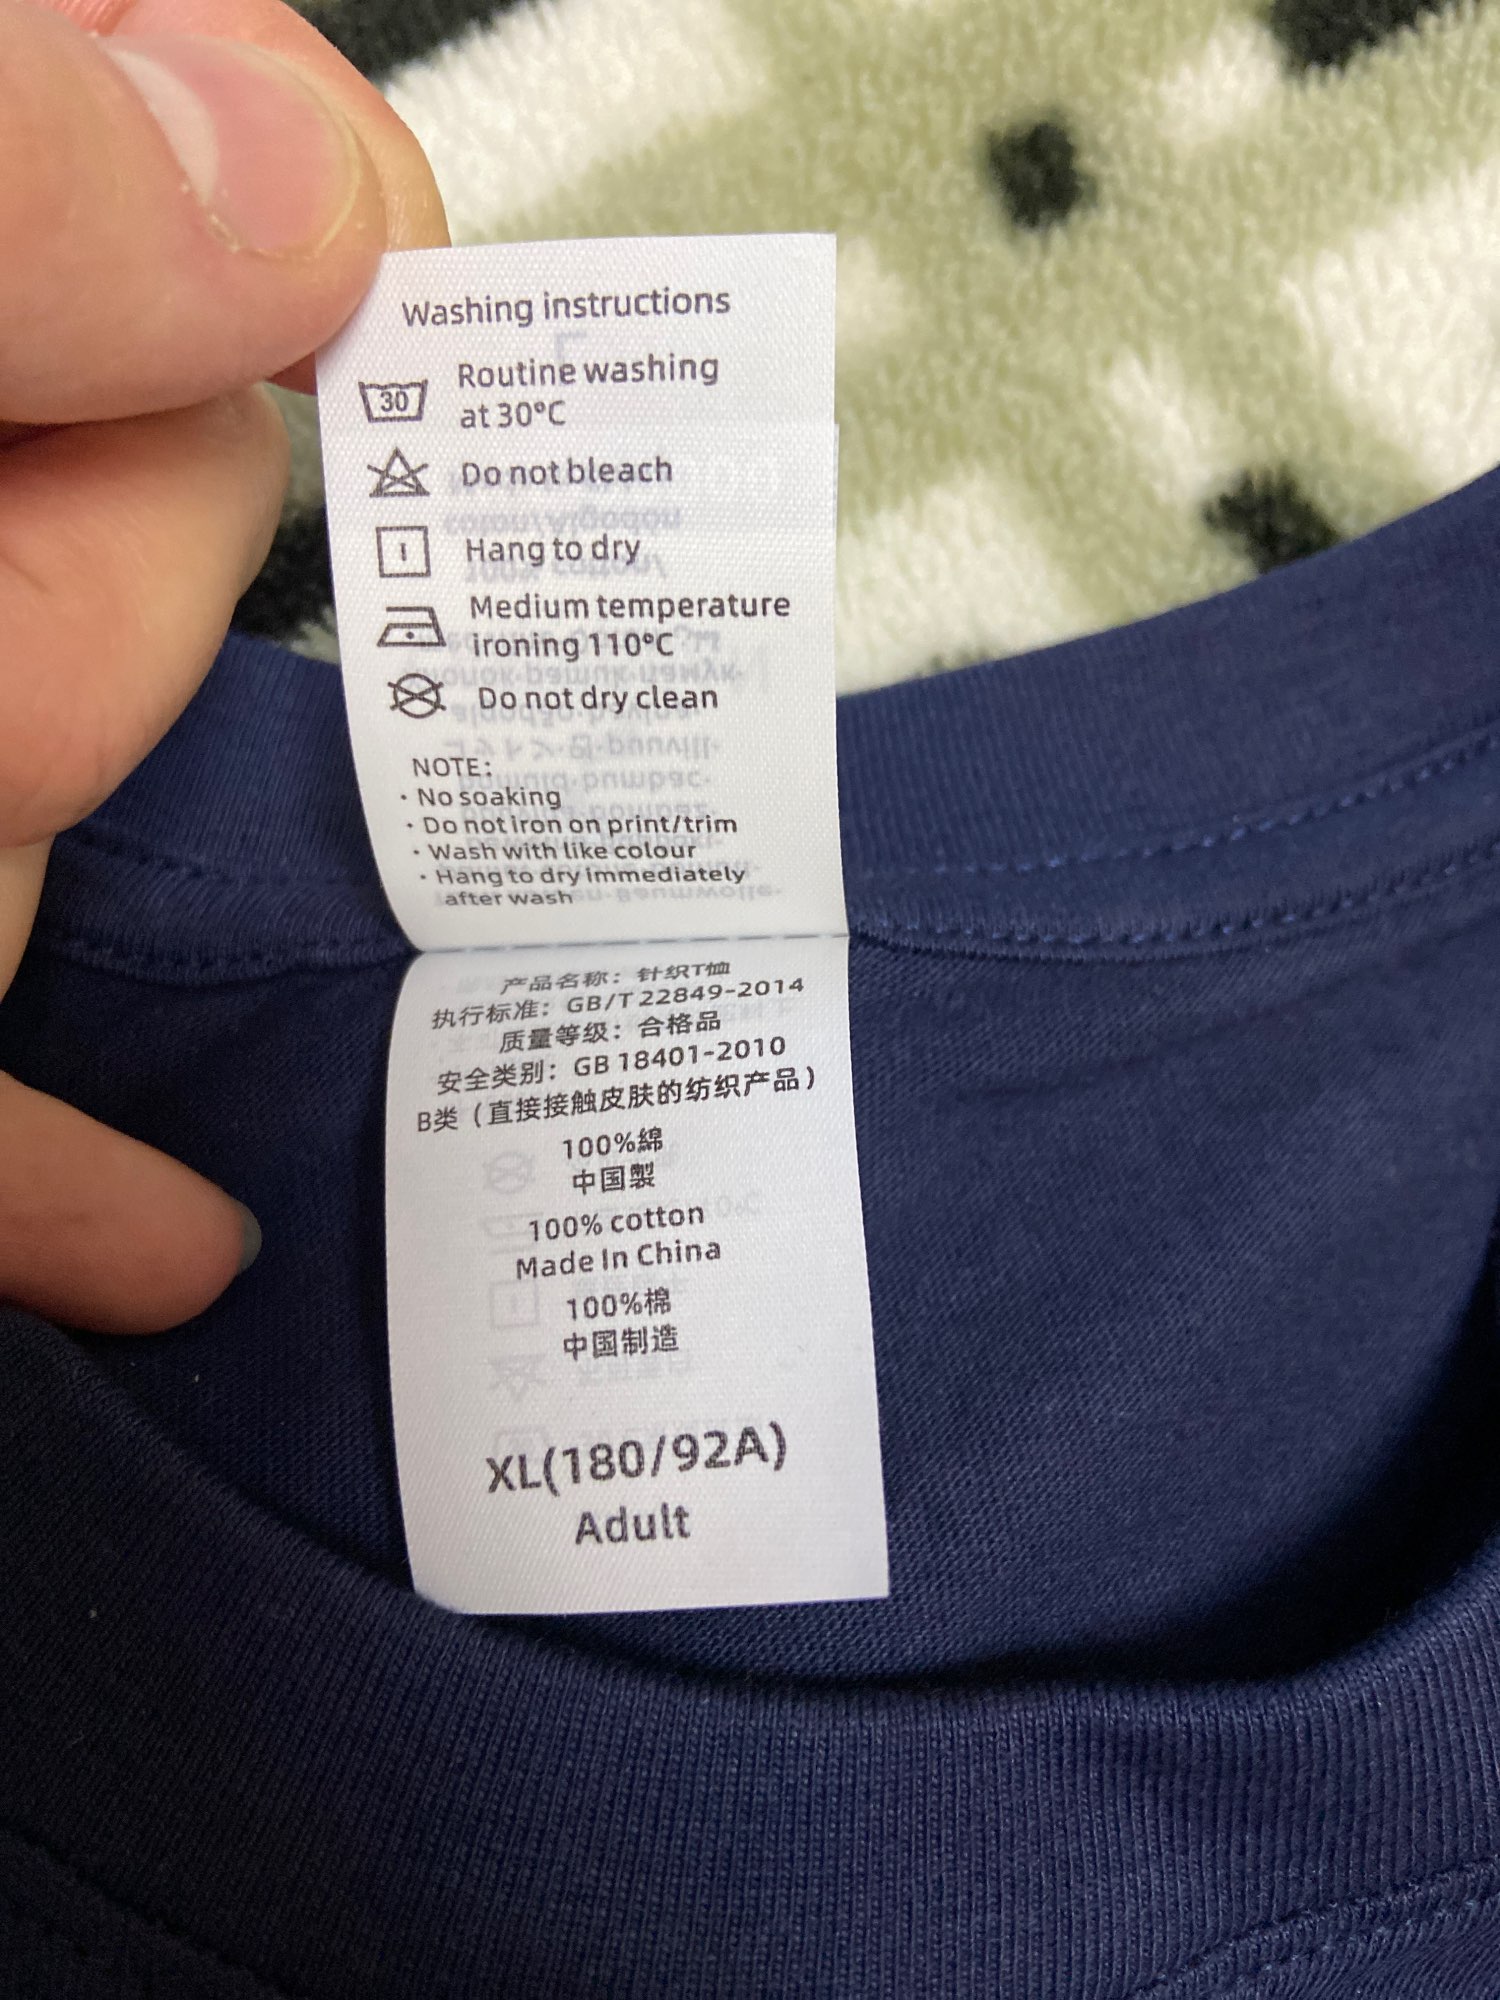 Washing instructions
30
Routine washing
at 30°C
Do not bleach
Hang to dry
Medium temperature
ironing 110°C
Do not dry clean
NOTE:
· No soaking
· Do not iron on print/trim
· Wash with like colour
· Hang to dry immediately
after wash
产品名称：针织T恤
执行标准：GB/T 22849-2014
质量等级：合格品
安全类别：GB 18401-2010
B类（直接接触皮肤的纺织产品）
100%綿
中国製
100% cotton
Made In China
100%棉
中国制造
XL(180/92A)
Adult